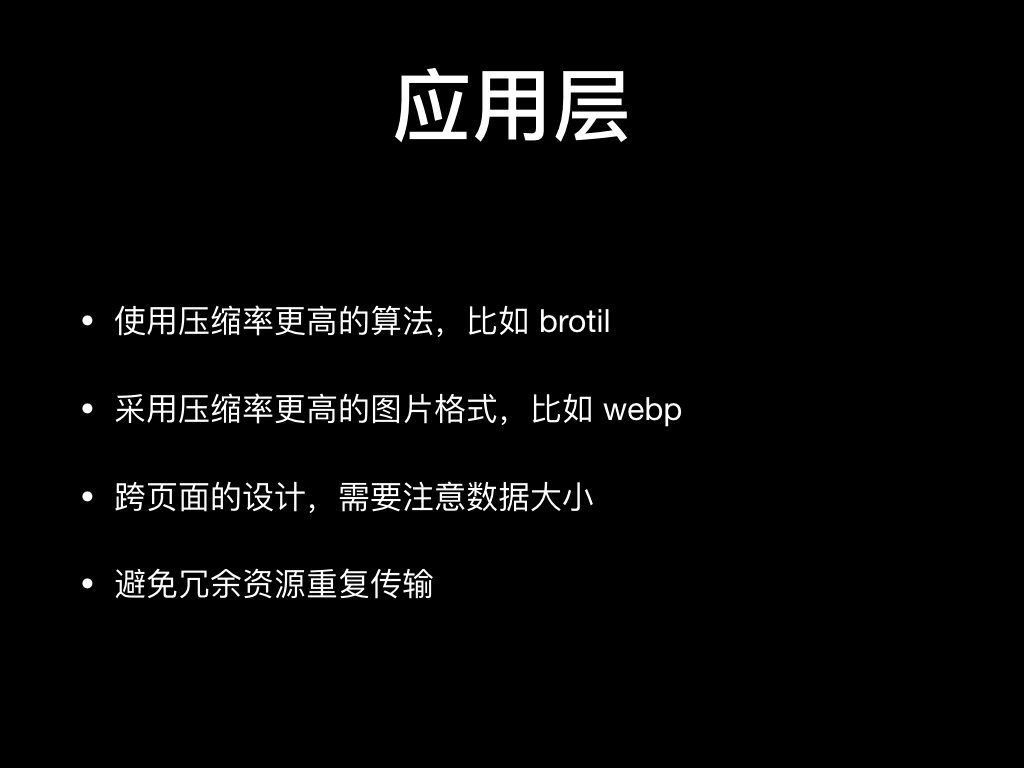 应用层
• 使用压缩率更高的算法，比如 brotil
• 采用压缩率更高的图片格式，比如 webp
• 跨页面的设计，需要注意数据大小
• 避免冗余资源重复传输